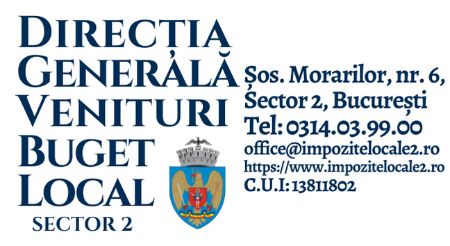 DIRECȚIA
GENERALĂ
VENITURI
BUGET
LOCAL
SECTOR 2
Șos. Morarilor, nr. 6,
Sector 2, București
Tel: 0314.03.99.00
office@impozitelocale2.ro
https://www.impozitelocale2.ro
C.U.I: 13811802